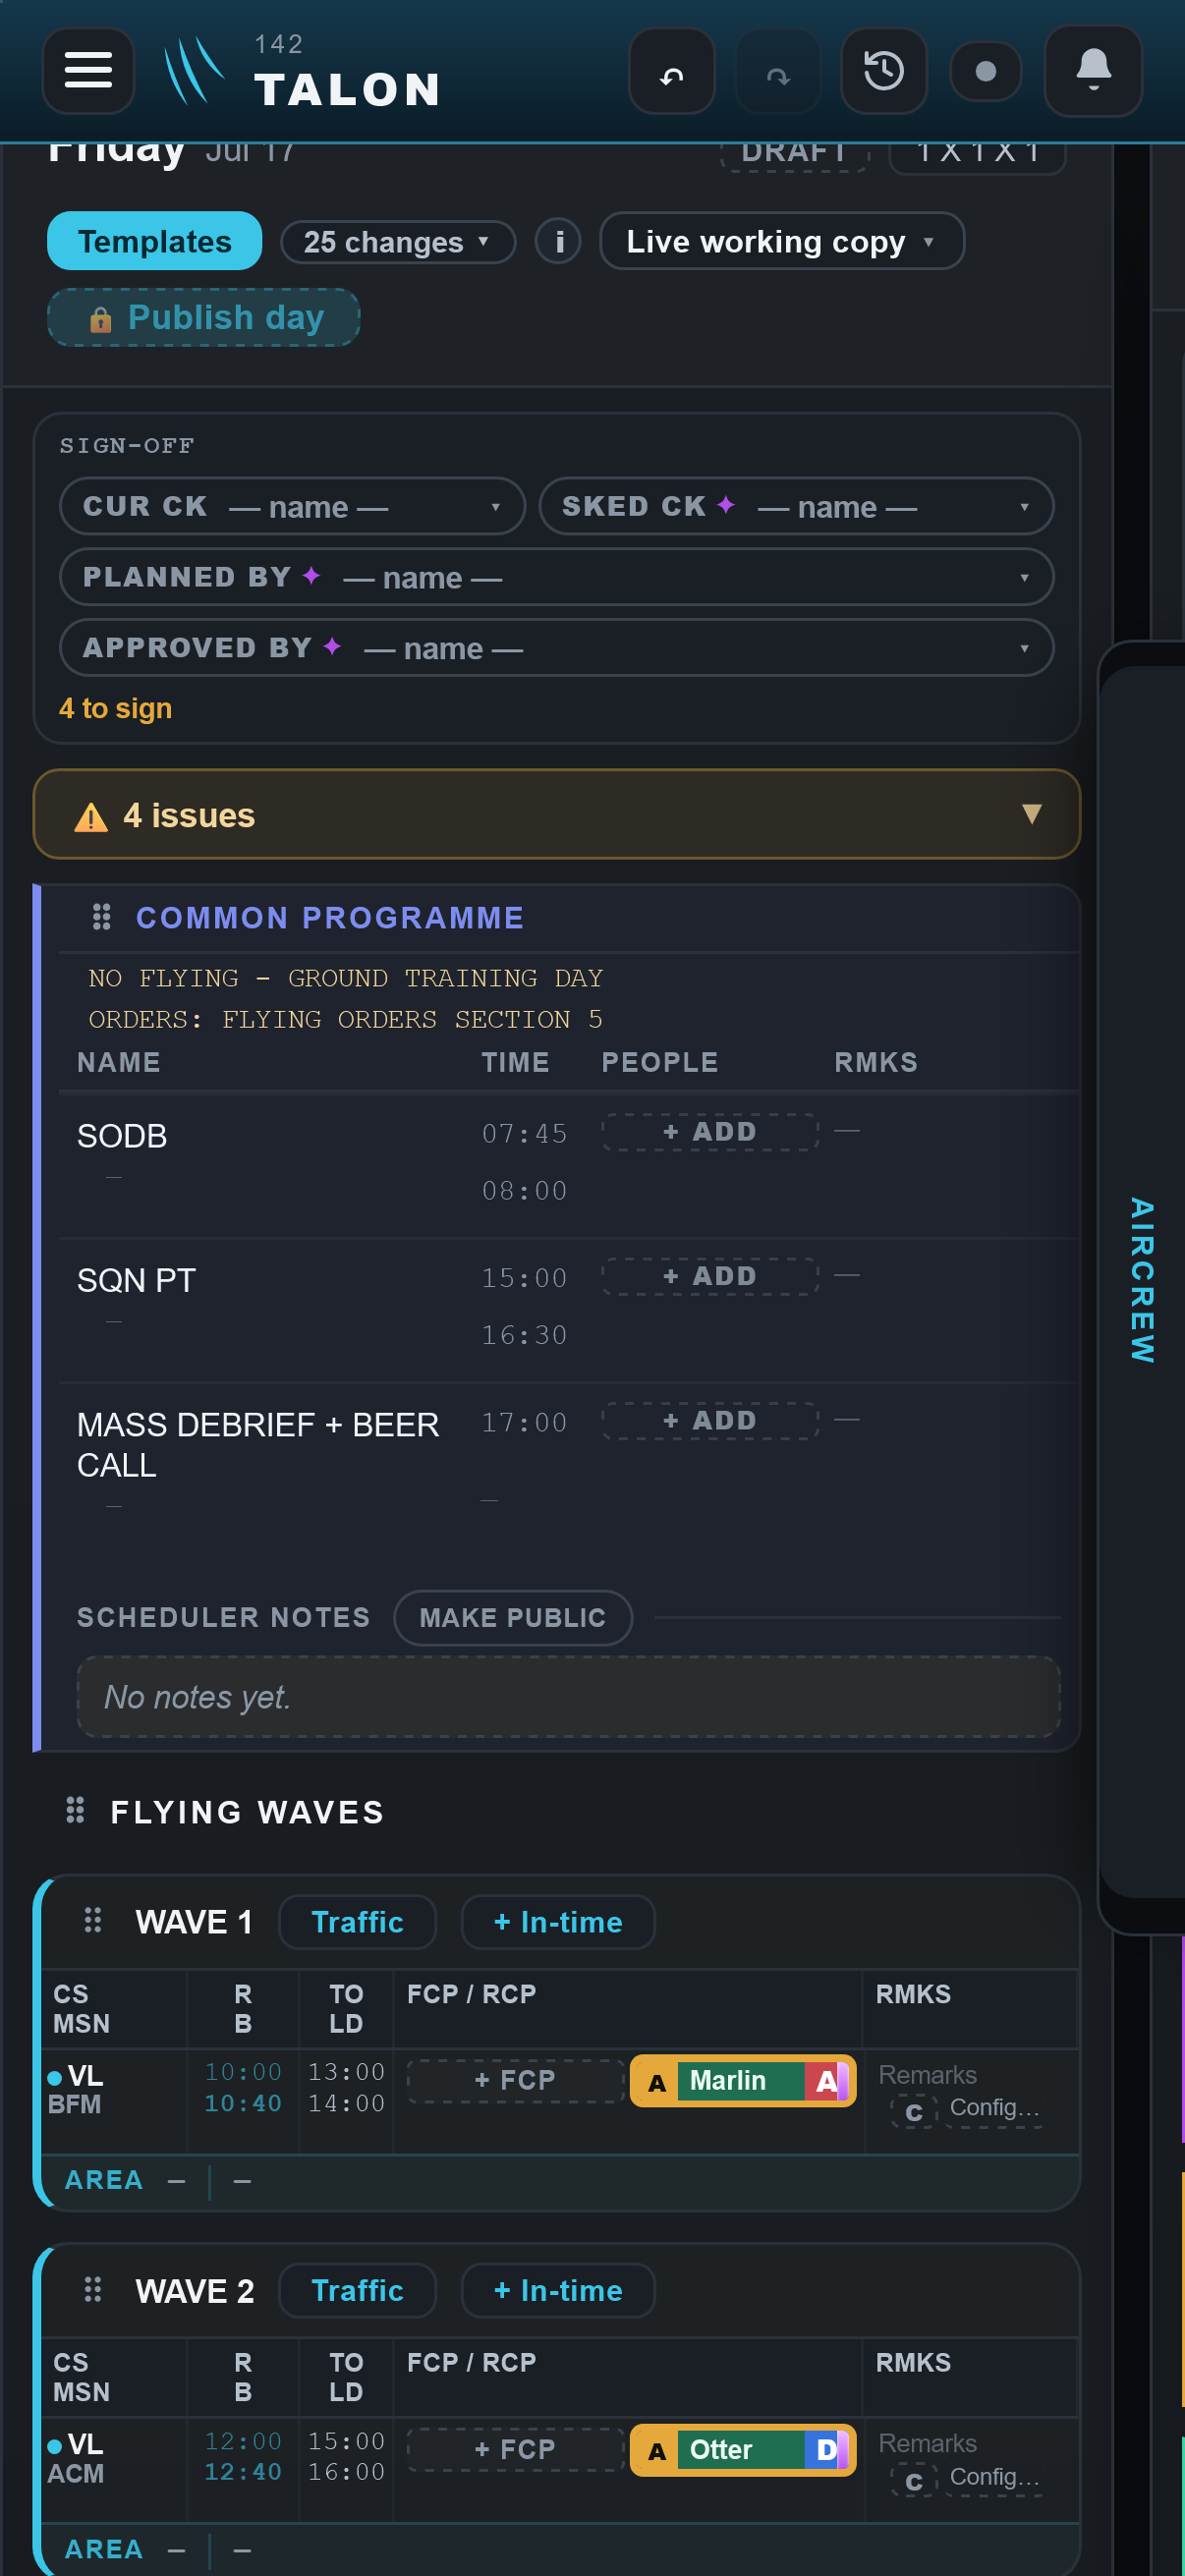 142
TALON
Friday Jul 17 DRAFT 1 X 1 X 1
Templates 25 changes ▾ i Live working copy ▾
Publish day
SIGN-OFF
CUR CK — name — ▾ SKED CK ✦ — name — ▾
PLANNED BY ✦ — name — ▾
APPROVED BY ✦ — name — ▾
4 to sign
4 issues ▼
COMMON PROGRAMME
NO FLYING - GROUND TRAINING DAY
ORDERS: FLYING ORDERS SECTION 5
NAME TIME PEOPLE RMKS
SODB 07:45 + ADD —
— 08:00
SQN PT 15:00 + ADD —
— 16:30
MASS DEBRIEF + BEER 17:00 + ADD —
CALL
— —
SCHEDULER NOTES MAKE PUBLIC
No notes yet.
FLYING WAVES
WAVE 1 Traffic + In-time
CS R TO FCP / RCP RMKS
MSN B LD
VL 10:00 13:00 + FCP A Marlin A Remarks
BFM 10:40 14:00 C Config…
AREA — —
WAVE 2 Traffic + In-time
CS R TO FCP / RCP RMKS
MSN B LD
VL 12:00 15:00 + FCP A Otter D Remarks
ACM 12:40 16:00 C Config…
AREA — —
AIRCREW